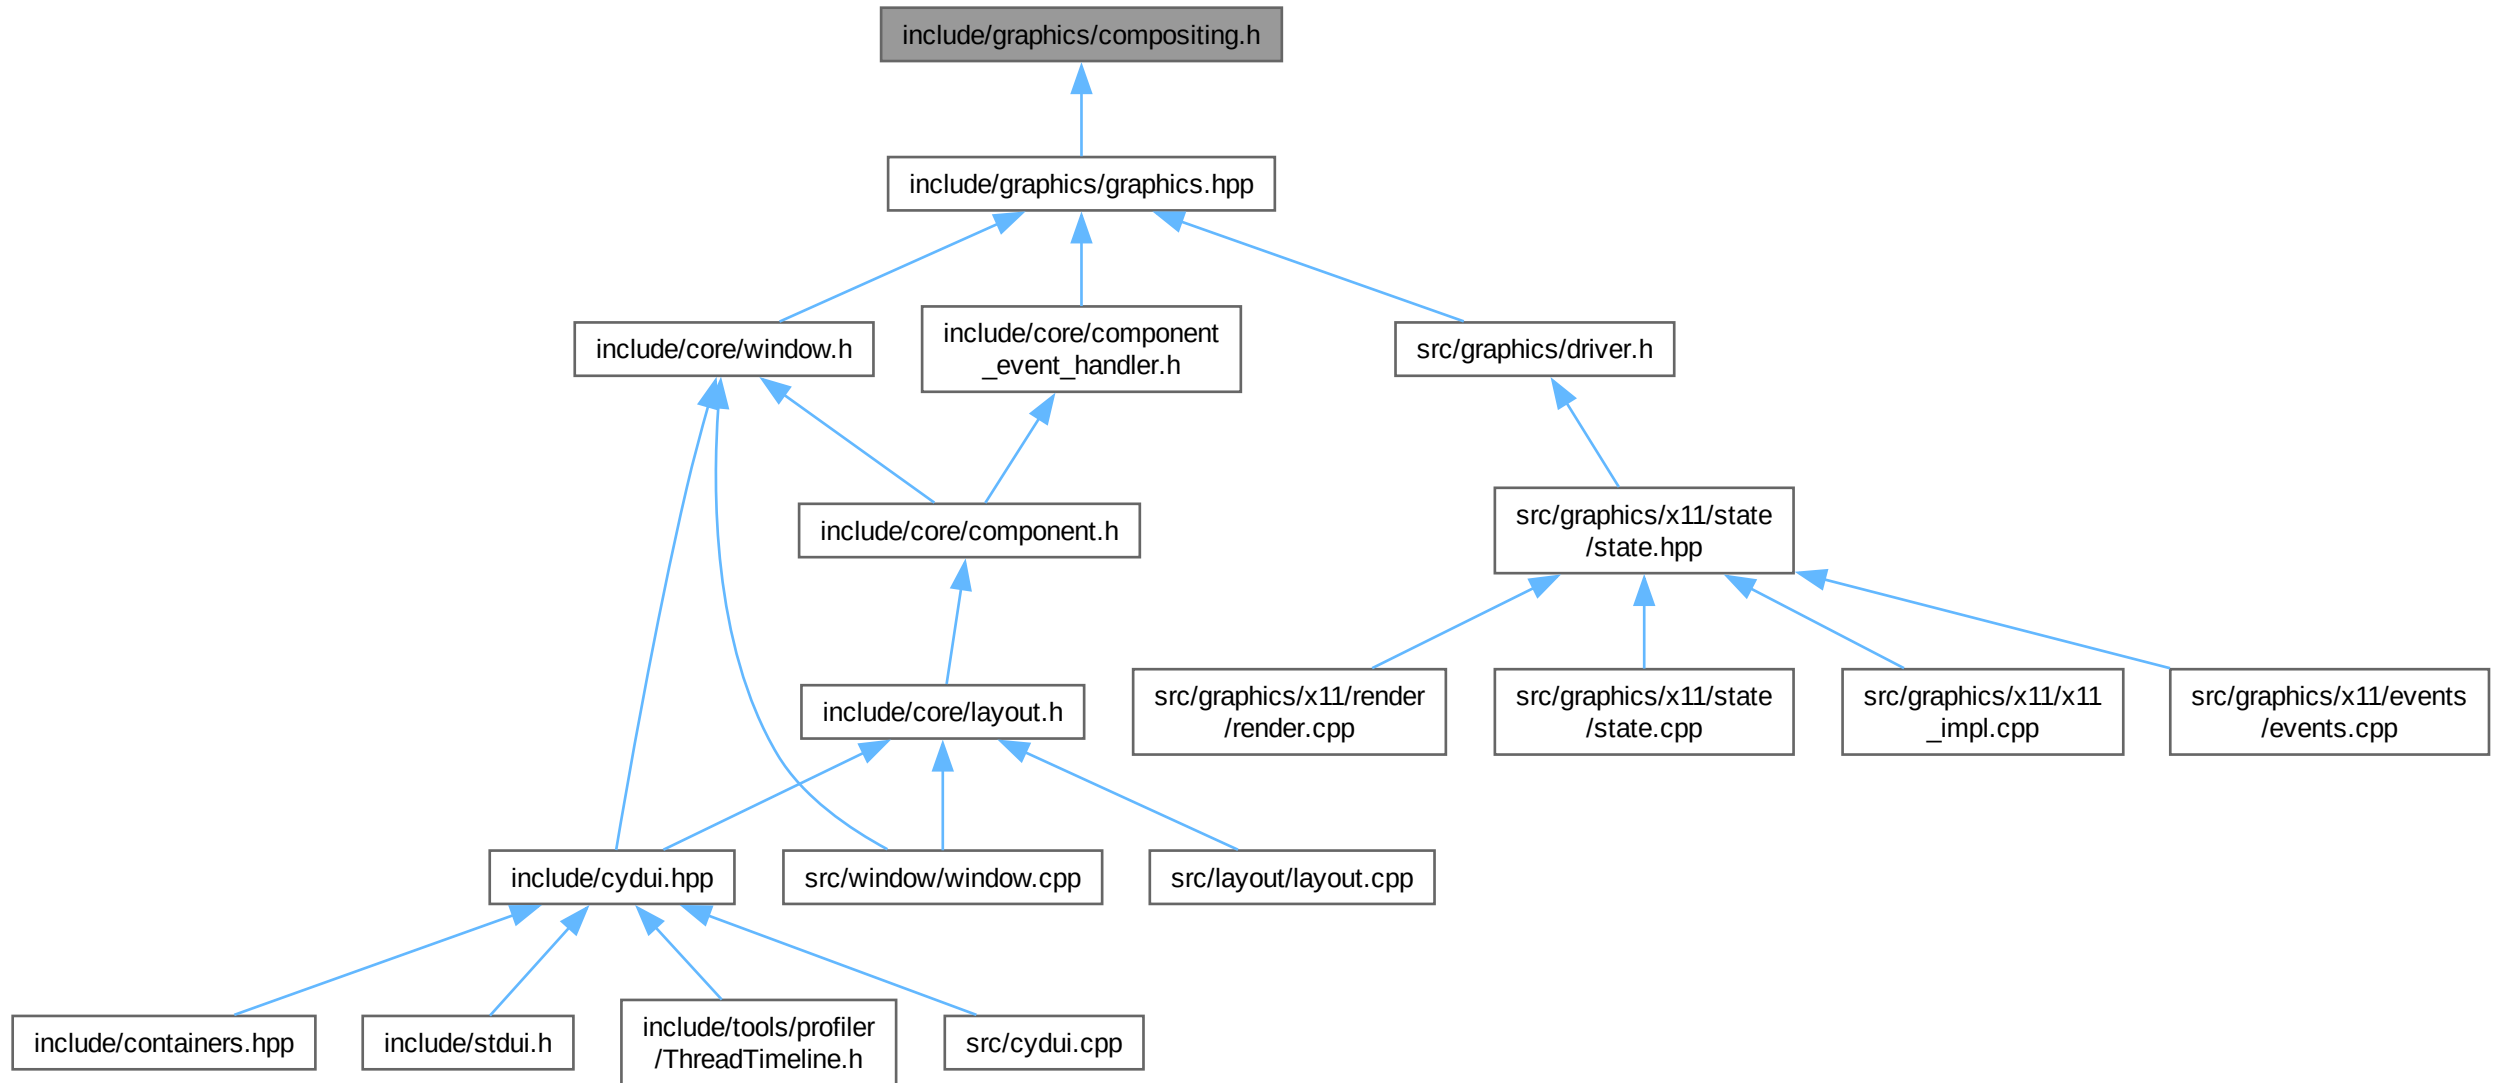 include/graphics/compositing.h
include/graphics/graphics.hpp
include/core/window.h
include/core/component
_event_handler.h
src/graphics/driver.h
include/core/component.h
src/graphics/x11/state
/state.hpp
include/core/layout.h
src/graphics/x11/render
/render.cpp
src/graphics/x11/state
/state.cpp
src/graphics/x11/x11
_impl.cpp
src/graphics/x11/events
/events.cpp
include/cydui.hpp
src/window/window.cpp
src/layout/layout.cpp
include/containers.hpp
include/stdui.h
include/tools/profiler
/ThreadTimeline.h
src/cydui.cpp